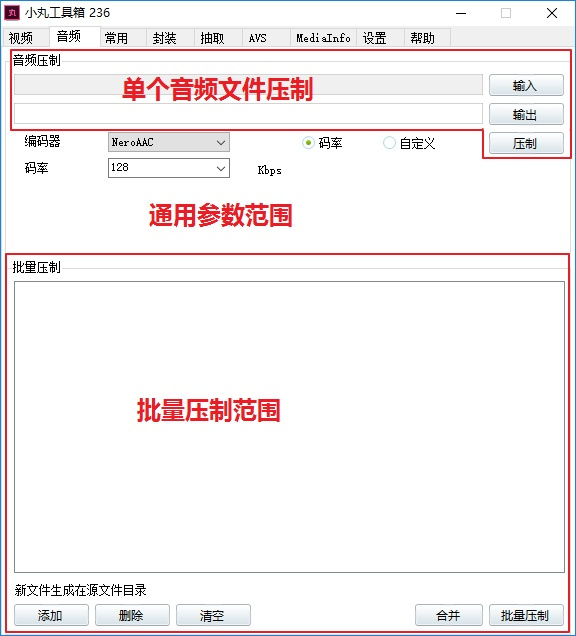 丸 小丸工具箱 236
视频 音频 常用 封装 抽取 AVS MediaInfo 设置 帮助
音频压制
单个音频文件压制
输入
输出
编码器 NeroAAC 码率 自定义 压制
码率 128 Kbps
通用参数范围
批量压制
批量压制范围
新文件生成在源文件目录
添加 删除 清空 合并 批量压制